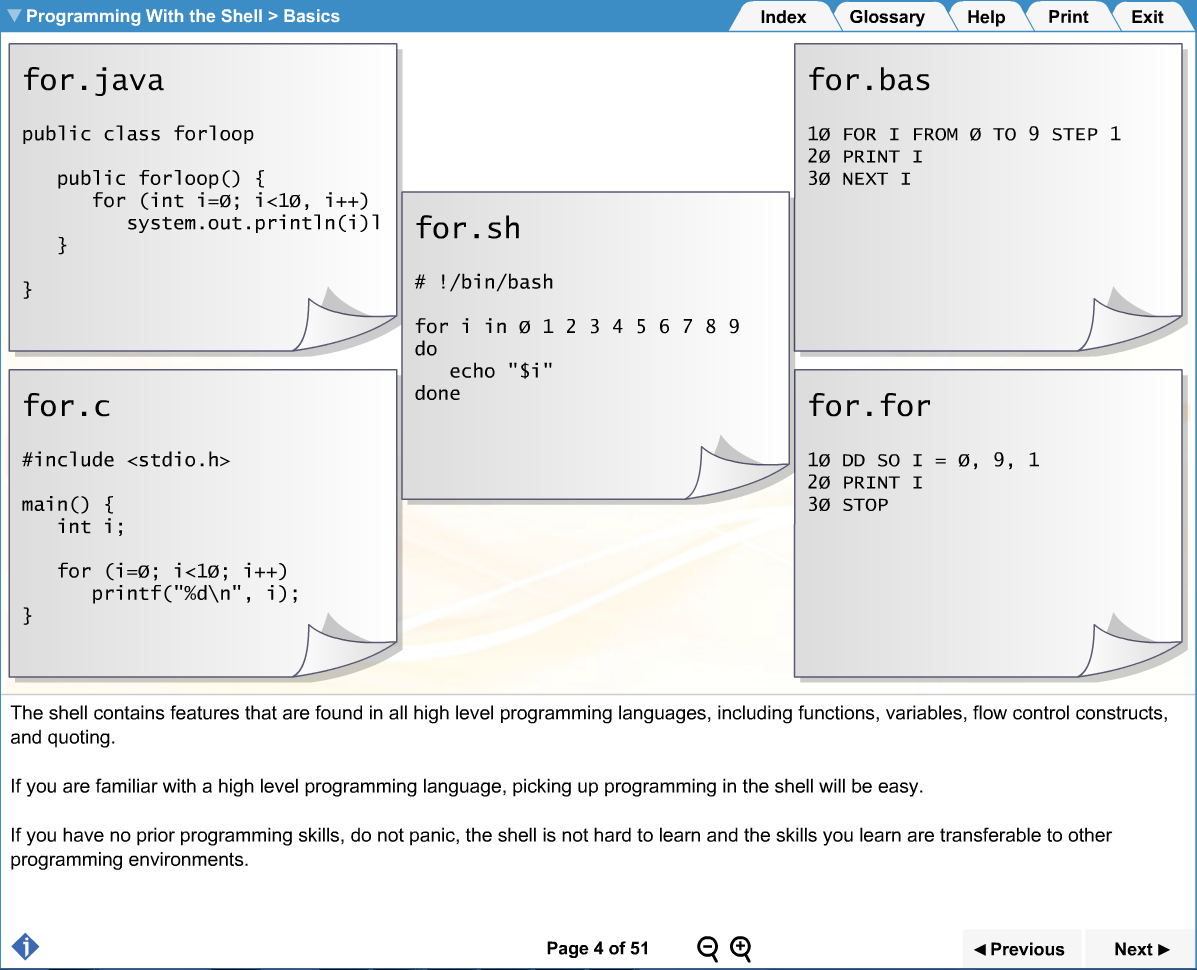 Programming With the Shell > Basics
Index
Glossary
Help
Print
Exit
for.java
public class forloop
public forloop() {
for (int i=Ø; i<1Ø, i++)
system.out.println(i)l
}
}
for.c
#include <stdio.h>
main() {
int i;
for (i=Ø; i<1Ø; i++)
printf("%d\n", i);
}
for.sh
# !/bin/bash
for i in Ø 1 2 3 4 5 6 7 8 9
do
echo "$i"
done
for.bas
1Ø FOR I FROM Ø TO 9 STEP 1
2Ø PRINT I
3Ø NEXT I
for.for
1Ø DD SO I = Ø, 9, 1
2Ø PRINT I
3Ø STOP
The shell contains features that are found in all high level programming languages, including functions, variables, flow control constructs,
and quoting.
If you are familiar with a high level programming language, picking up programming in the shell will be easy.
If you have no prior programming skills, do not panic, the shell is not hard to learn and the skills you learn are transferable to other
programming environments.
i
Page 4 of 51
◀ Previous
Next ▶